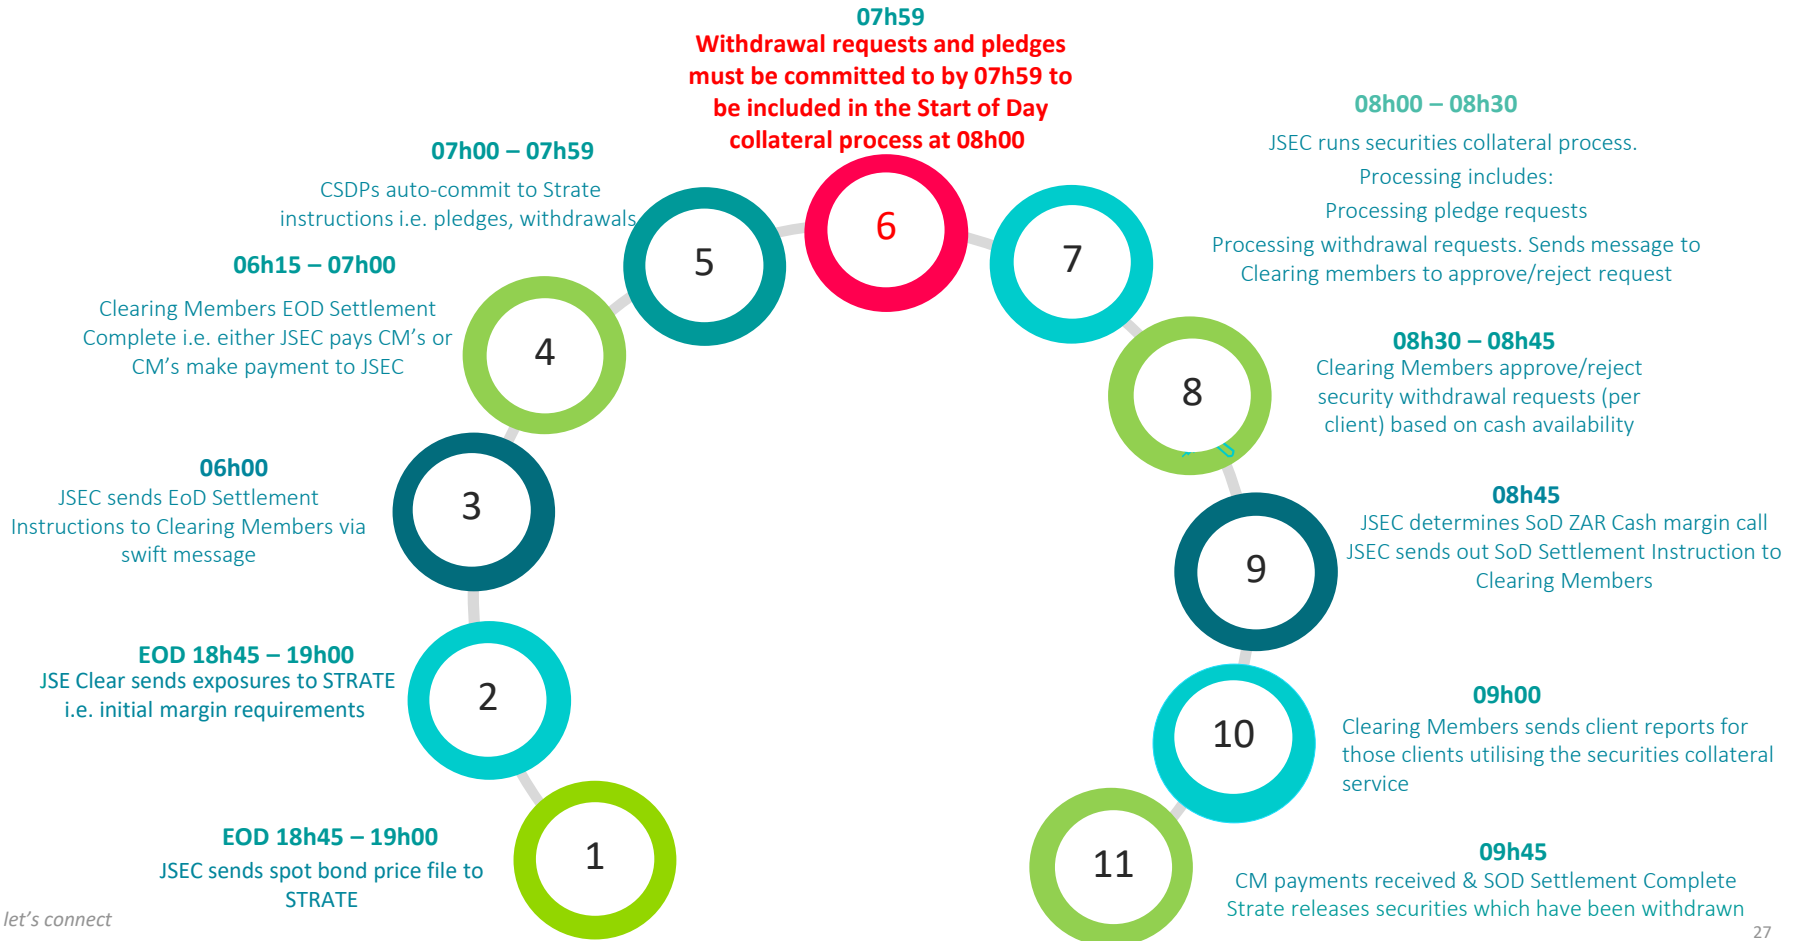 07h59
Withdrawal requests and pledges
must be committed to by 07h59 to
be included in the Start of Day
collateral process at 08h00
6
07h00 – 07h59
CSDPs auto-commit to Strate
instructions i.e. pledges, withdrawals
5
06h15 – 07h00
Clearing Members EOD Settlement
Complete i.e. either JSEC pays CM’s or
CM’s make payment to JSEC
4
06h00
JSEC sends EoD Settlement
Instructions to Clearing Members via
swift message
3
EOD 18h45 – 19h00
JSE Clear sends exposures to STRATE
i.e. initial margin requirements
2
EOD 18h45 – 19h00
JSEC sends spot bond price file to
STRATE
1
08h00 – 08h30
JSEC runs securities collateral process.
Processing includes:
Processing pledge requests
Processing withdrawal requests. Sends message to
Clearing members to approve/reject request
7
08h30 – 08h45
Clearing Members approve/reject
security withdrawal requests (per
client) based on cash availability
8
08h45
JSEC determines SoD ZAR Cash margin call
JSEC sends out SoD Settlement Instruction to
Clearing Members
9
09h00
Clearing Members sends client reports for
those clients utilising the securities collateral
service
10
09h45
CM payments received & SOD Settlement Complete
Strate releases securities which have been withdrawn
11
let’s connect
27